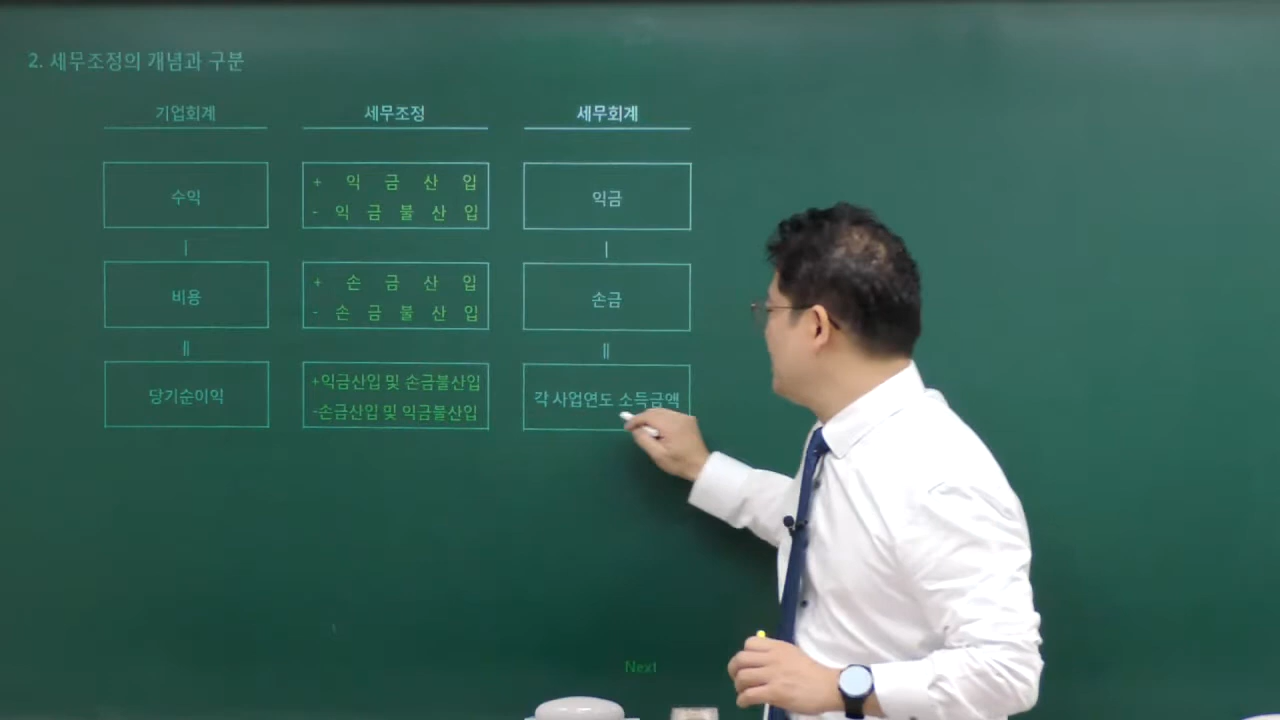 2. 세무조정의 개념과 구분
기업회계 세무조정 세무회계
수익
+ 익 금 산 입
- 익 금 불 산 입
익금
비용
+ 손 금 산 입
- 손 금 불 산 입
손금
당기순이익
+익금산입 및 손금불산입
-손금산입 및 익금불산입
각 사업연도 소득금액
Next